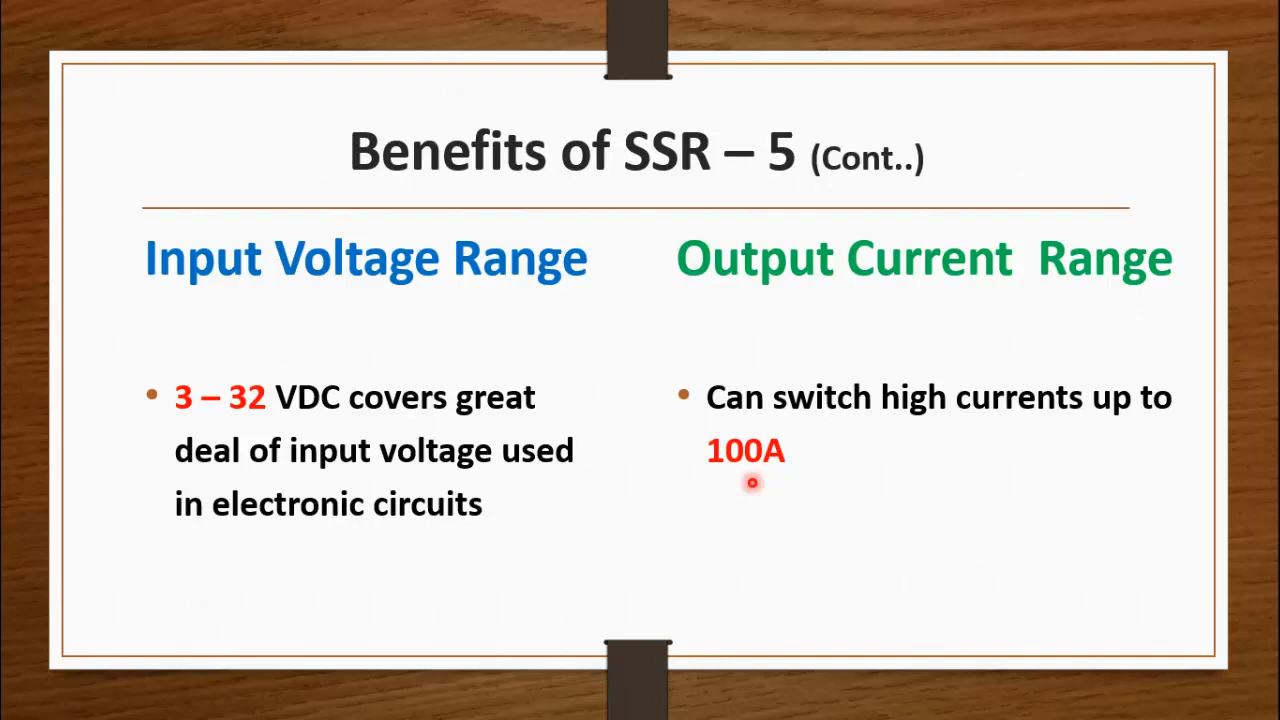 Benefits of SSR – 5 (Cont..)
Input Voltage Range
• 3 – 32 VDC covers great
deal of input voltage used
in electronic circuits
Output Current  Range
• Can switch high currents up to
100A